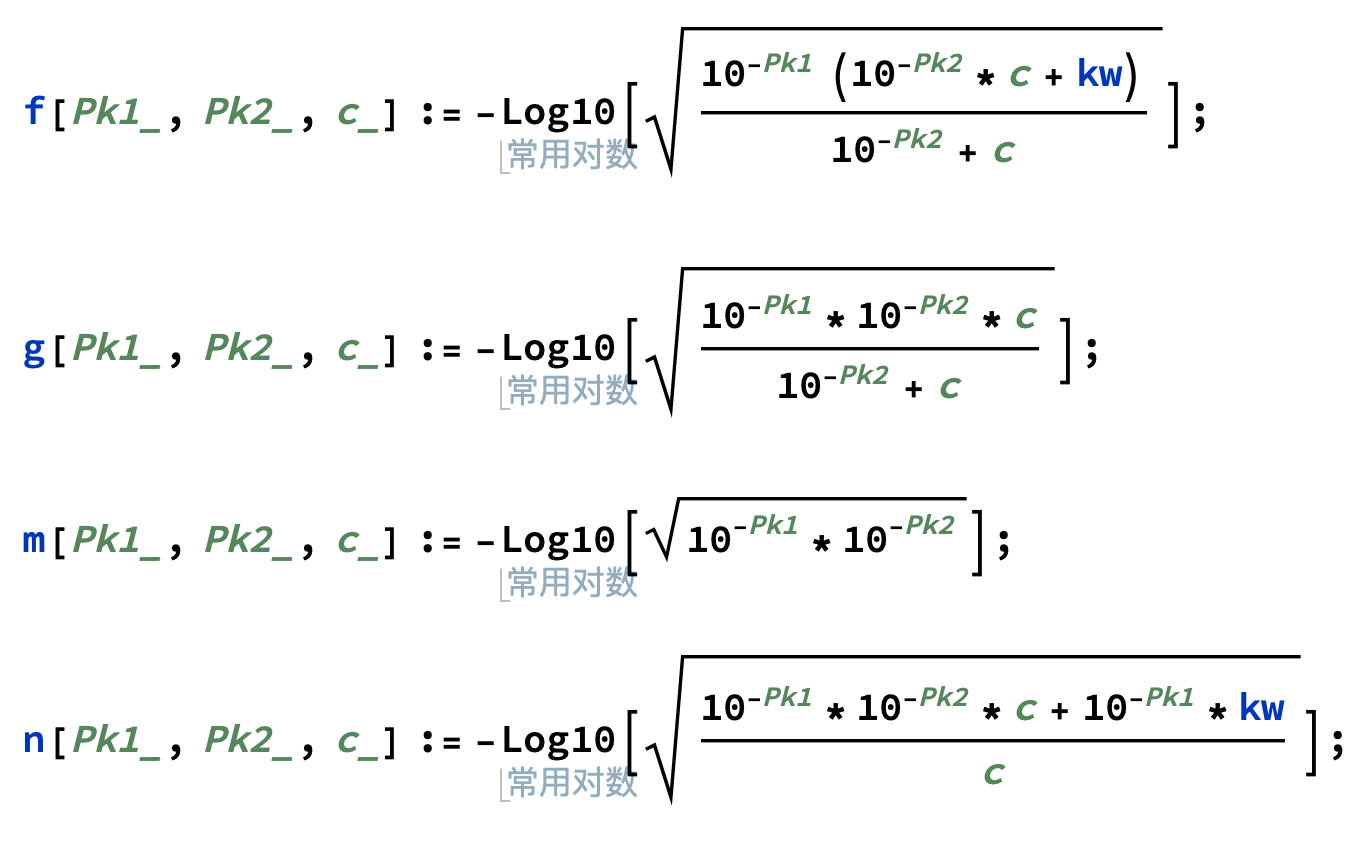 f[Pk1_, Pk2_, c_] := -Log10[√((10^-Pk1 (10^-Pk2 * c + kw))/(10^-Pk2 + c))];
常用对数
g[Pk1_, Pk2_, c_] := -Log10[√((10^-Pk1 * 10^-Pk2 * c)/(10^-Pk2 + c))];
常用对数
m[Pk1_, Pk2_, c_] := -Log10[√(10^-Pk1 * 10^-Pk2)];
常用对数
n[Pk1_, Pk2_, c_] := -Log10[√((10^-Pk1 * 10^-Pk2 * c + 10^-Pk1 * kw)/c)];
常用对数